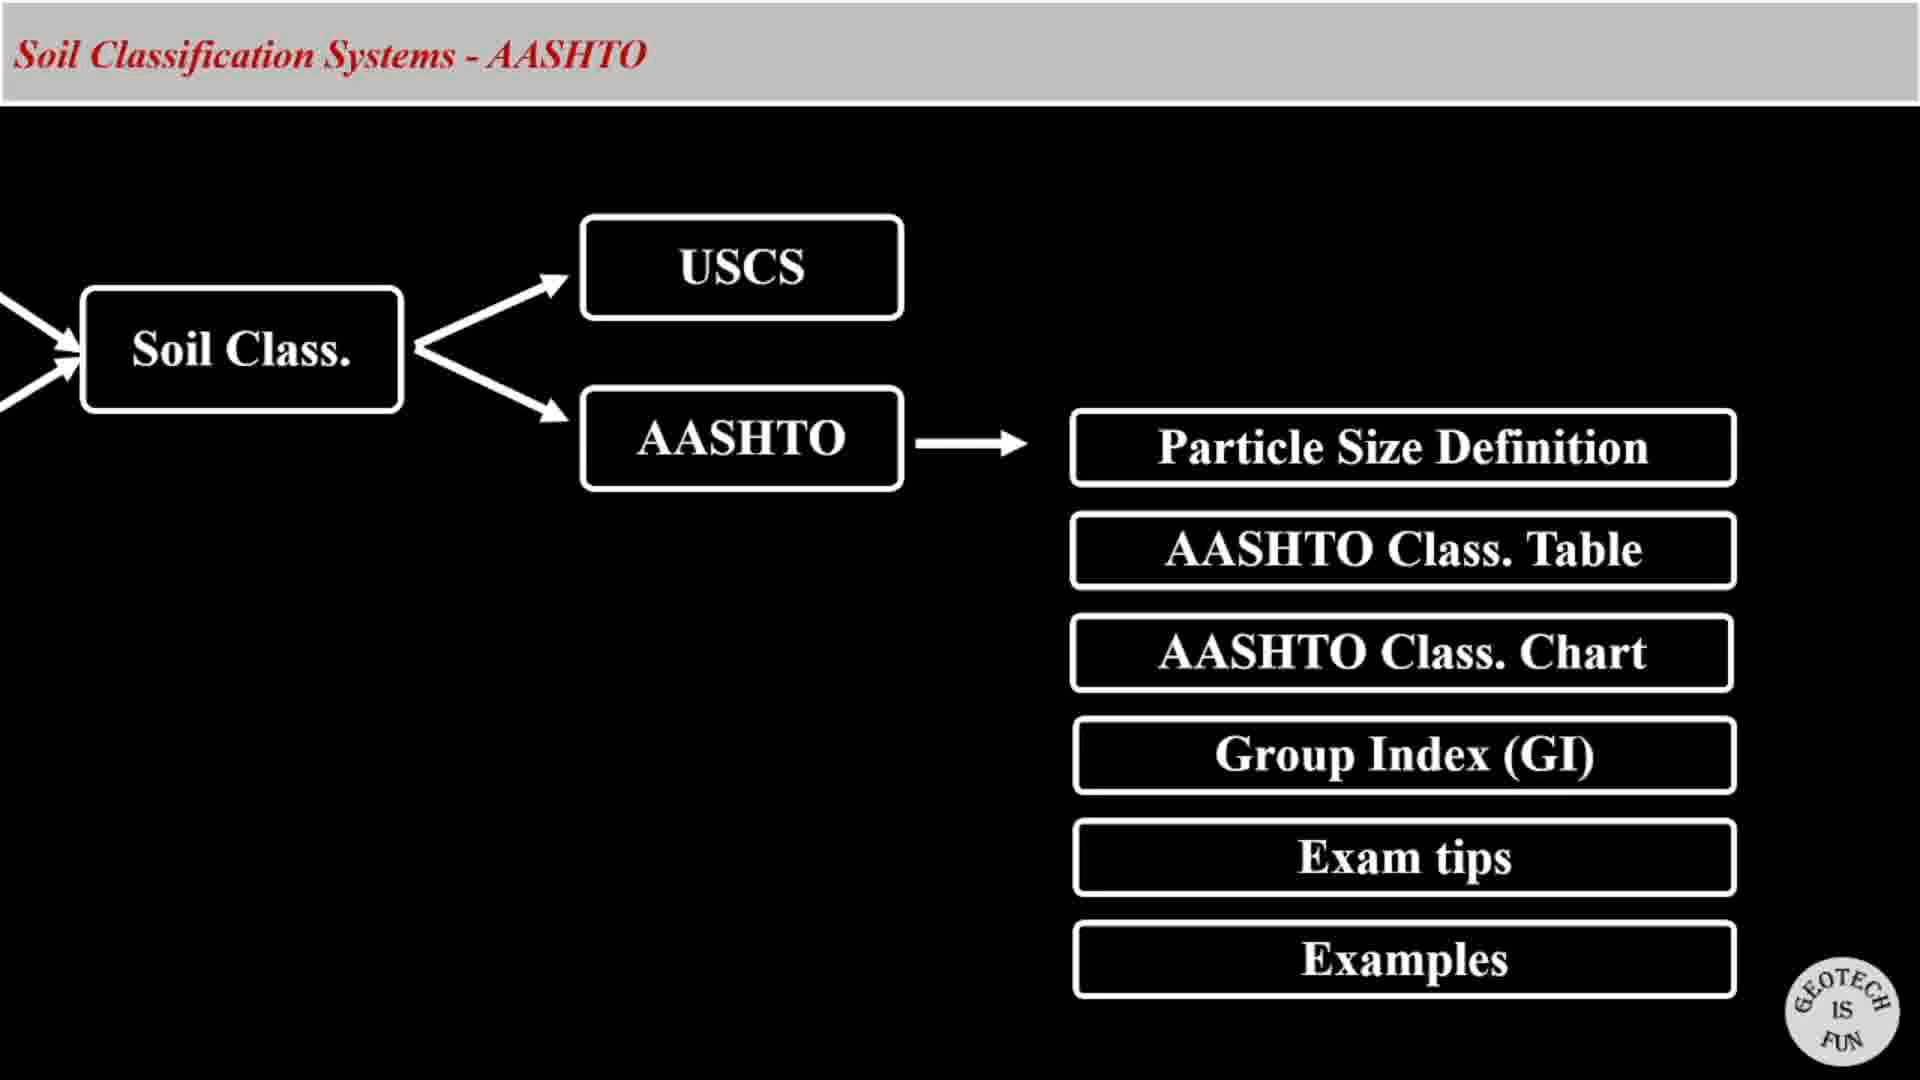 Soil Classification Systems - AASHTO
USCS
Soil Class.
AASHTO
Particle Size Definition
AASHTO Class. Table
AASHTO Class. Chart
Group Index (GI)
Exam tips
Examples
GEOTECH
IS
FUN